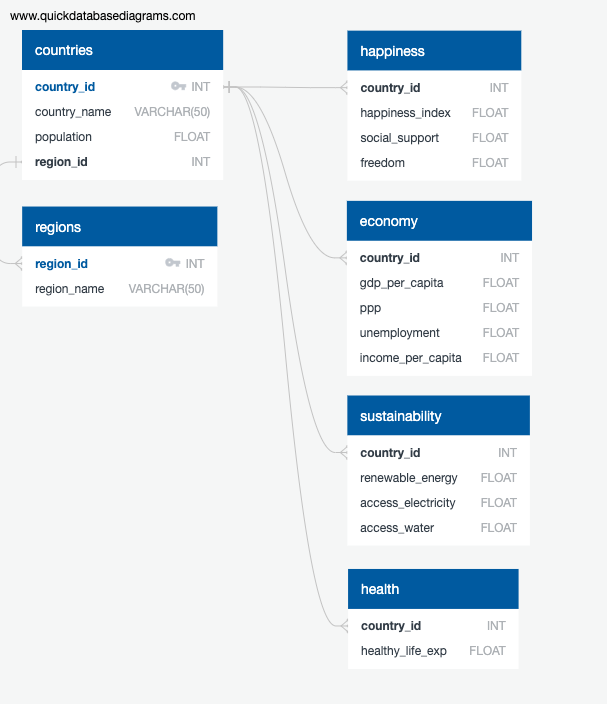 www.quickdatabasediagrams.com
countries
country_id INT
country_name VARCHAR(50)
population FLOAT
region_id INT
regions
region_id INT
region_name VARCHAR(50)
happiness
country_id INT
happiness_index FLOAT
social_support FLOAT
freedom FLOAT
economy
country_id INT
gdp_per_capita FLOAT
ppp FLOAT
unemployment FLOAT
income_per_capita FLOAT
sustainability
country_id INT
renewable_energy FLOAT
access_electricity FLOAT
access_water FLOAT
health
country_id INT
healthy_life_exp FLOAT